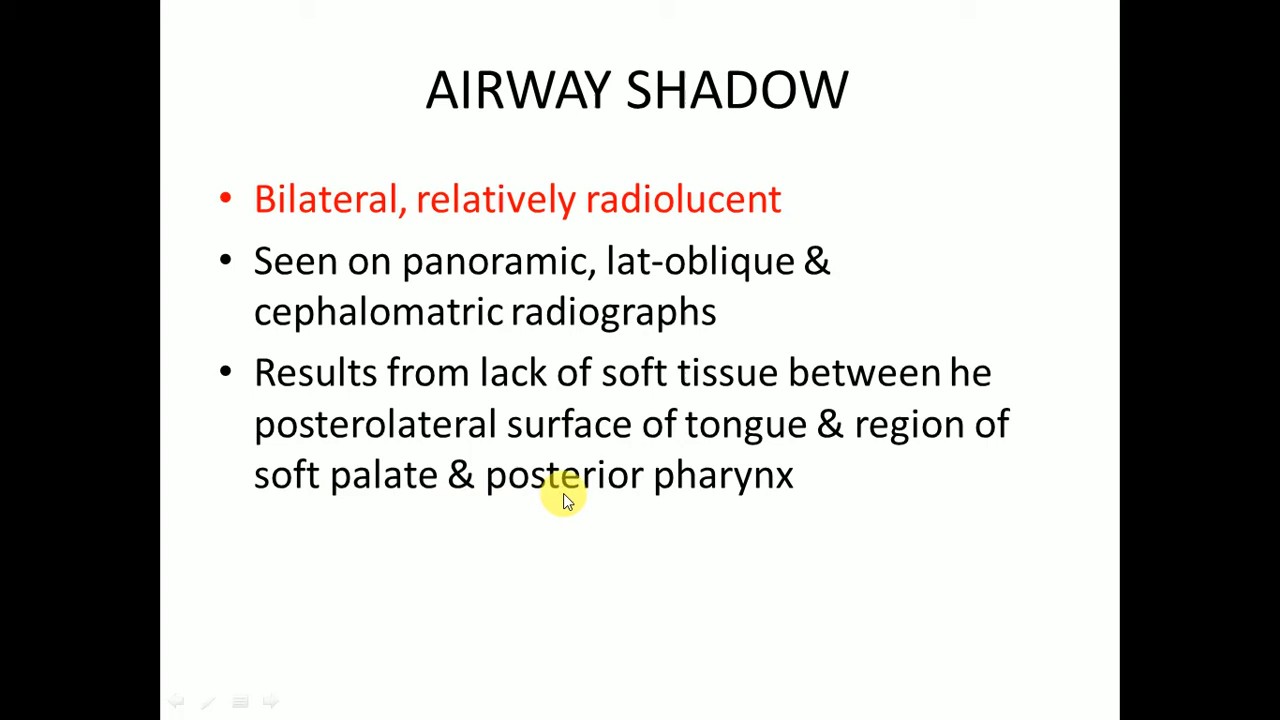 AIRWAY SHADOW
• Bilateral, relatively radiolucent
• Seen on panoramic, lat-oblique &
cephalomatric radiographs
• Results from lack of soft tissue between he
posterolateral surface of tongue & region of
soft palate & posterior pharynx